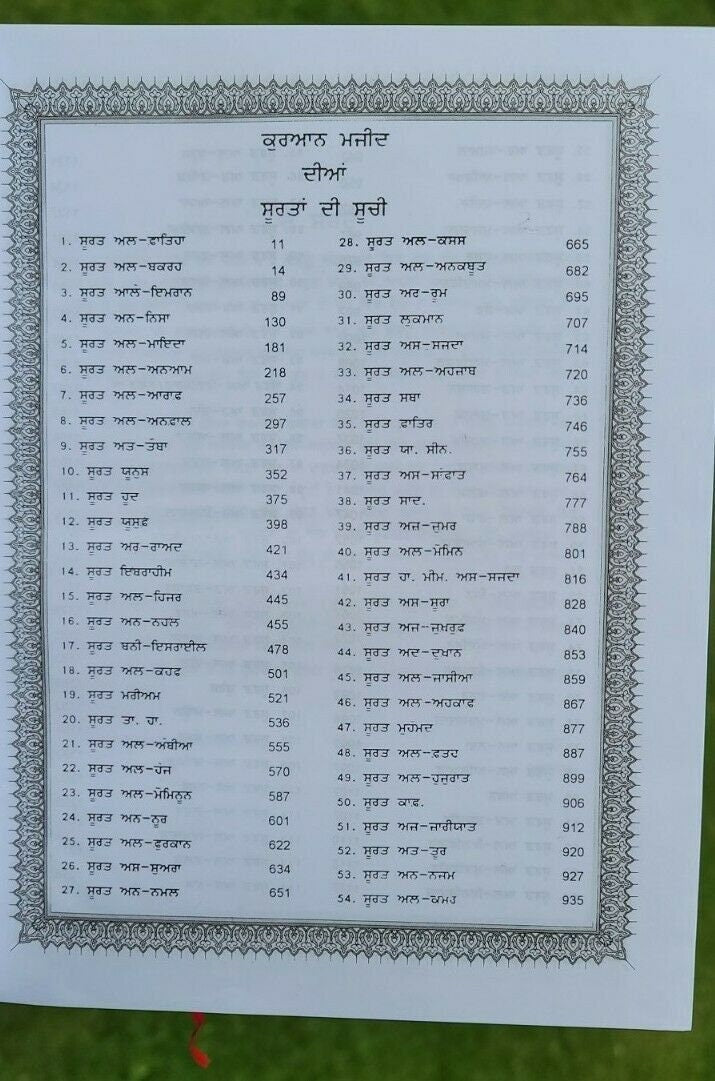 ਕੁਰਆਨ ਮਜੀਦ
ਦੀਆਂ
ਸੂਰਤਾਂ ਦੀ ਸੂਚੀ
1. ਸੂਰਤ ਅਲ-ਫਾਤਿਹਾ 11
2. ਸੂਰਤ ਅਲ-ਬਕਰਹ 14
3. ਸੂਰਤ ਆਲੇ-ਇਮਰਾਨ 89
4. ਸੂਰਤ ਅਨ-ਨਿਸਾ 130
5. ਸੂਰਤ ਅਲ-ਮਾਇਦਾ 181
6. ਸੂਰਤ ਅਲ-ਅਨਆਮ 218
7. ਸੂਰਤ ਅਲ-ਆਰਾਫ਼ 257
8. ਸੂਰਤ ਅਲ-ਅਨਫ਼ਾਲ 297
9. ਸੂਰਤ ਅਤ-ਤੌਬਾ 317
10. ਸੂਰਤ ਯੂਨੁਸ 352
11. ਸੂਰਤ ਹੂਦ 375
12. ਸੂਰਤ ਯੂਸੁਫ਼ 398
13. ਸੂਰਤ ਅਰ-ਰਾਅਦ 421
14. ਸੂਰਤ ਇਬਰਾਹੀਮ 434
15. ਸੂਰਤ ਅਲ-ਹਿਜਰ 445
16. ਸੂਰਤ ਅਨ-ਨਹਲ 455
17. ਸੂਰਤ ਬਨੀ-ਇਸਰਾਈਲ 478
18. ਸੂਰਤ ਅਲ-ਕਹਫ 501
19. ਸੂਰਤ ਮਰੀਅਮ 521
20. ਸੂਰਤ ਤਾ. ਹਾ. 536
21. ਸੂਰਤ ਅਲ-ਅੰਬੀਆ 555
22. ਸੂਰਤ ਅਲ-ਹੱਜ 570
23. ਸੂਰਤ ਅਲ-ਮੋਮਿਨੂਨ 587
24. ਸੂਰਤ ਅਨ-ਨੂਰ 601
25. ਸੂਰਤ ਅਲ-ਫੁਰਕਾਨ 622
26. ਸੂਰਤ ਅਸ਼-ਸ਼ੁਅਰਾ 634
27. ਸੂਰਤ ਅਨ-ਨਮਲ 651
28. ਸੂਰਤ ਅਲ-ਕਸਸ 665
29. ਸੂਰਤ ਅਲ-ਅਨਕਬੂਤ 682
30. ਸੂਰਤ ਅਰ-ਰੂਮ 695
31. ਸੂਰਤ ਲੁਕਮਾਨ 707
32. ਸੂਰਤ ਅਸ-ਸਜਦਾ 714
33. ਸੂਰਤ ਅਲ-ਅਹਜ਼ਾਬ 720
34. ਸੂਰਤ ਸਬਾ 736
35. ਸੂਰਤ ਫ਼ਾਤਿਰ 746
36. ਸੂਰਤ ਯਾ. ਸੀਨ. 755
37. ਸੂਰਤ ਅਸ-ਸਾੱਫਾਤ 764
38. ਸੂਰਤ ਸਾਦ. 777
39. ਸੂਰਤ ਅਜ਼-ਜ਼ੁਮਰ 788
40. ਸੂਰਤ ਅਲ-ਮੋਮਿਨ 801
41. ਸੂਰਤ ਹਾ. ਮੀਮ. ਅਸ-ਸਜਦਾ 816
42. ਸੂਰਤ ਅਸ਼-ਸ਼ੂਰਾ 828
43. ਸੂਰਤ ਅਜ਼-ਜ਼ੁਖਰੁਫ਼ 840
44. ਸੂਰਤ ਅਦ-ਦੁਖਾਨ 853
45. ਸੂਰਤ ਅਲ-ਜਾਸੀਆ 859
46. ਸੂਰਤ ਅਲ-ਅਹਕਾਫ 867
47. ਸੂਰਤ ਮੁਹੰਮਦ 877
48. ਸੂਰਤ ਅਲ-ਫ਼ਤਹ 887
49. ਸੂਰਤ ਅਲ-ਹੁਜੁਰਾਤ 899
50. ਸੂਰਤ ਕਾਫ਼. 906
51. ਸੂਰਤ ਅਜ਼-ਜ਼ਾਰੀਯਾਤ 912
52. ਸੂਰਤ ਅਤ-ਤੂਰ 920
53. ਸੂਰਤ ਅਨ-ਨਜਮ 927
54. ਸੂਰਤ ਅਲ-ਕਮਰ 935